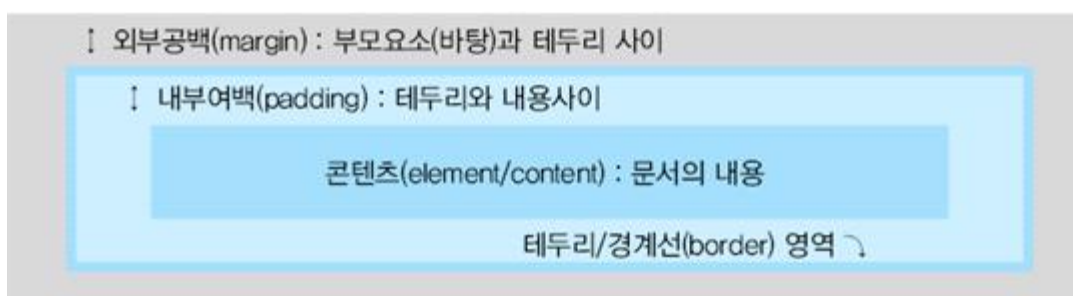 ↕ 외부공백(margin) : 부모요소(바탕)과 테두리 사이
↕ 내부여백(padding) : 테두리와 내용사이
콘텐츠(element/content) : 문서의 내용
테두리/경계선(border) 영역